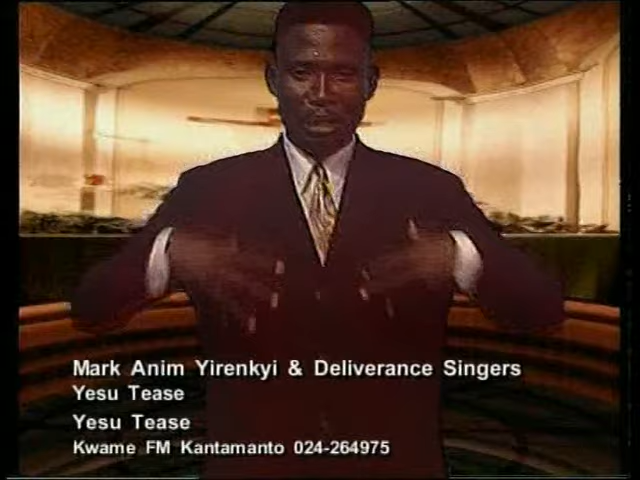 Mark Anim Yirenkyi & Deliverance Singers
Yesu Tease
Yesu Tease
Kwame FM Kantamanto 024-264975